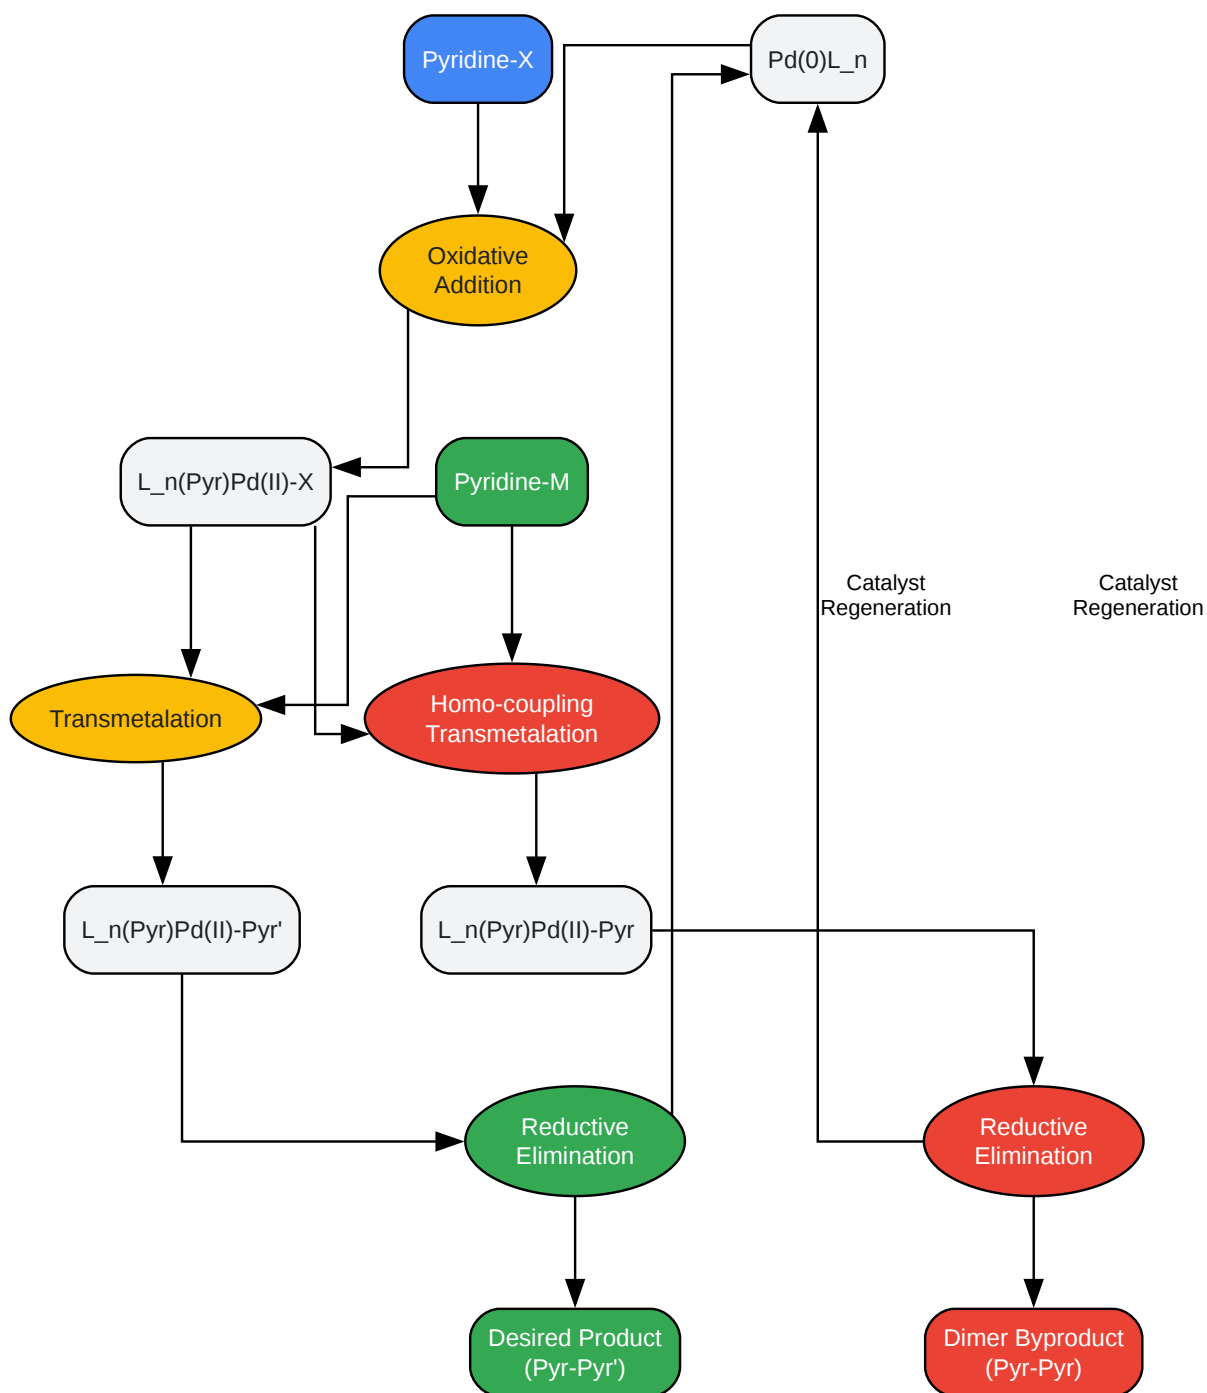 Pyridine-X
Pd(0)L_n
Oxidative
Addition
L_n(Pyr)Pd(II)-X
Pyridine-M
Catalyst
Regeneration
Catalyst
Regeneration
Transmetalation
Homo-coupling
Transmetalation
L_n(Pyr)Pd(II)-Pyr'
L_n(Pyr)Pd(II)-Pyr
Reductive
Elimination
Reductive
Elimination
Desired Product
(Pyr-Pyr')
Dimer Byproduct
(Pyr-Pyr)